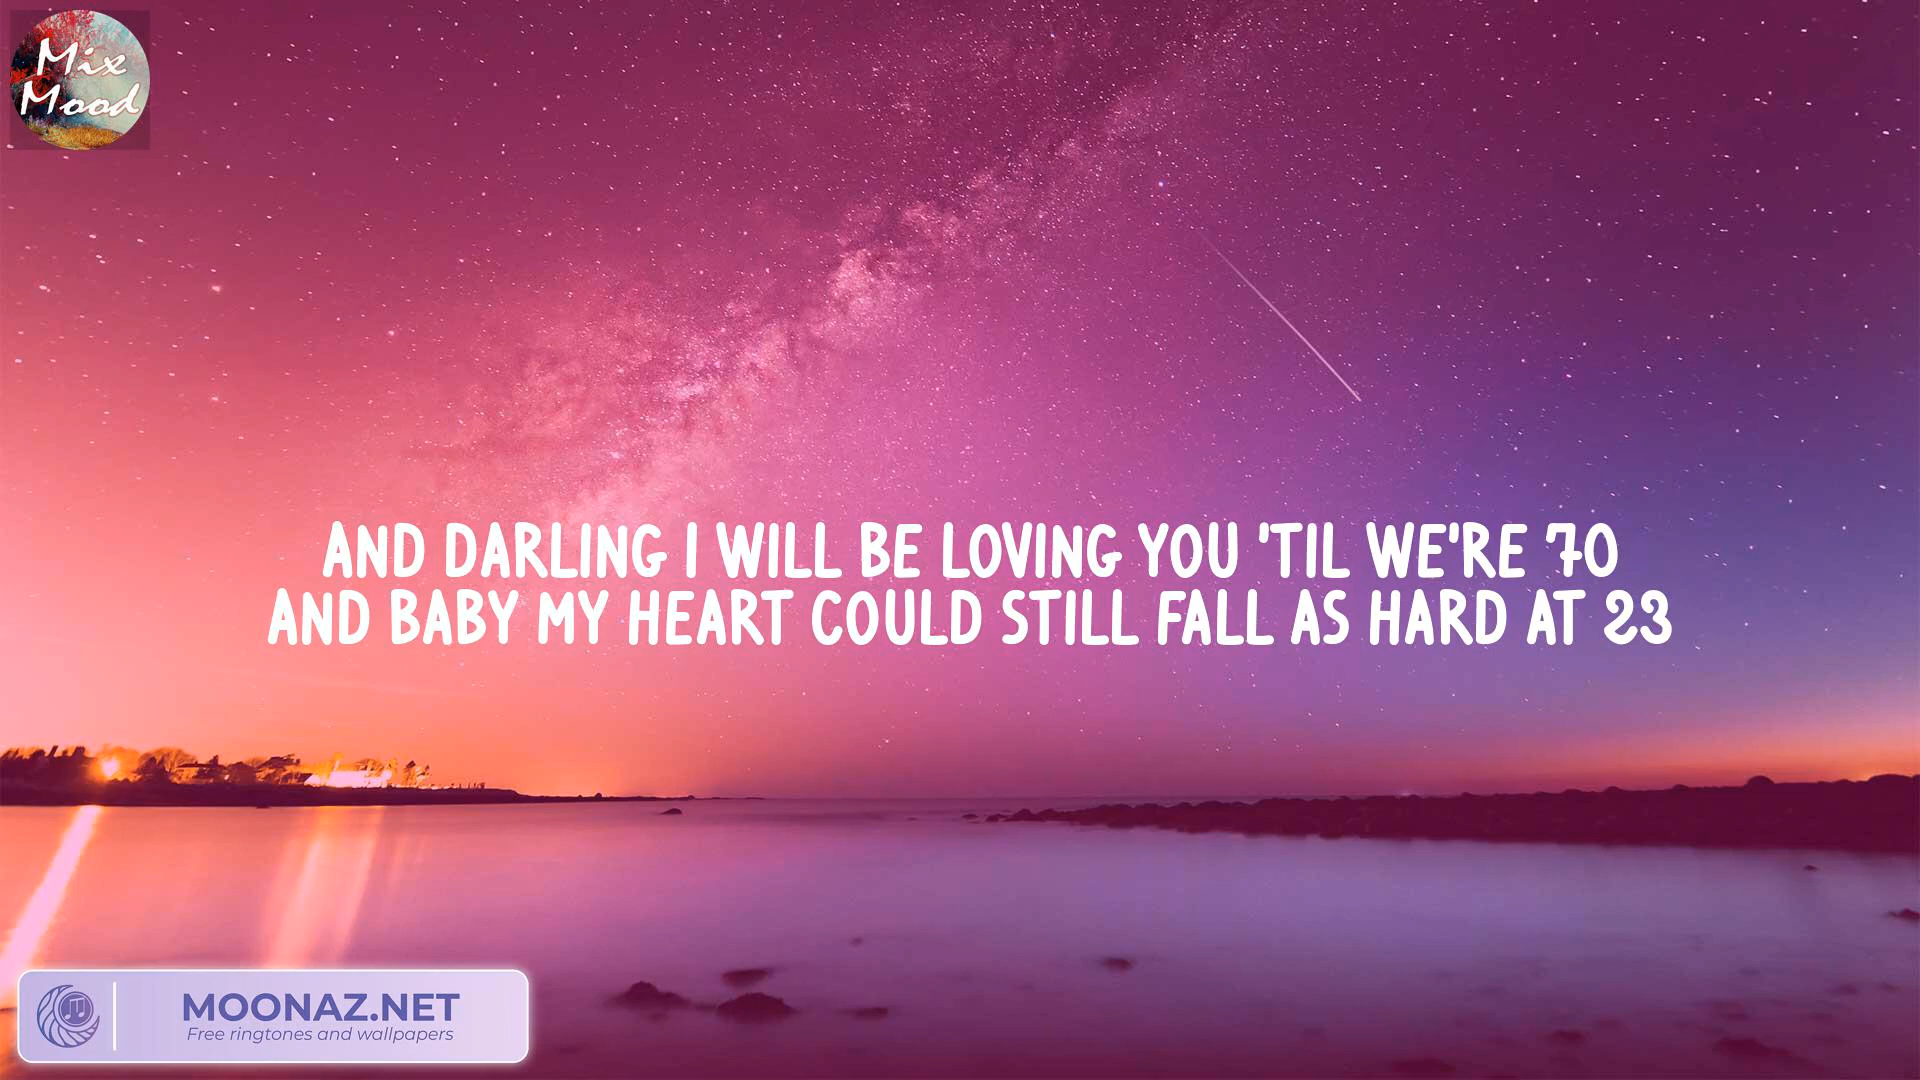 Mix
Mood
AND DARLING I WILL BE LOVING YOU 'TIL WE'RE 70
AND BABY MY HEART COULD STILL FALL AS HARD AT 23
MOONAZ.NET
Free ringtones and wallpapers